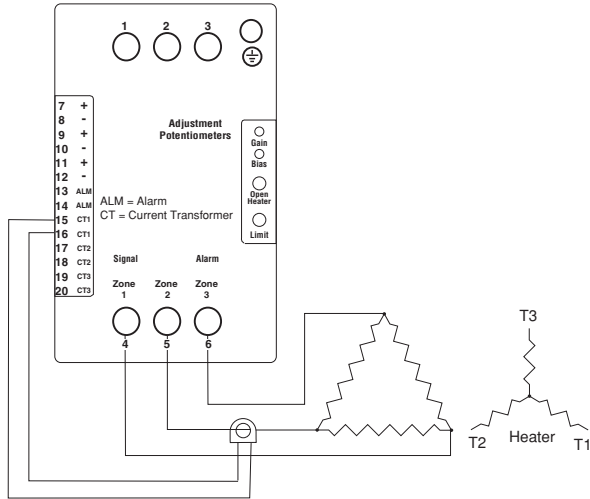 1 2 3
7 +
8 -
9 +
10 -
11 +
12 -
13 ALM
14 ALM
15 CT1
16 CT1
17 CT2
18 CT2
19 CT3
20 CT3
Adjustment
Potentiometers
Gain
Bias
Open
Heater
Limit
ALM = Alarm
CT = Current Transformer
Signal Alarm
Zone Zone Zone
1 2 3
4 5 6
T3
T2 Heater T1